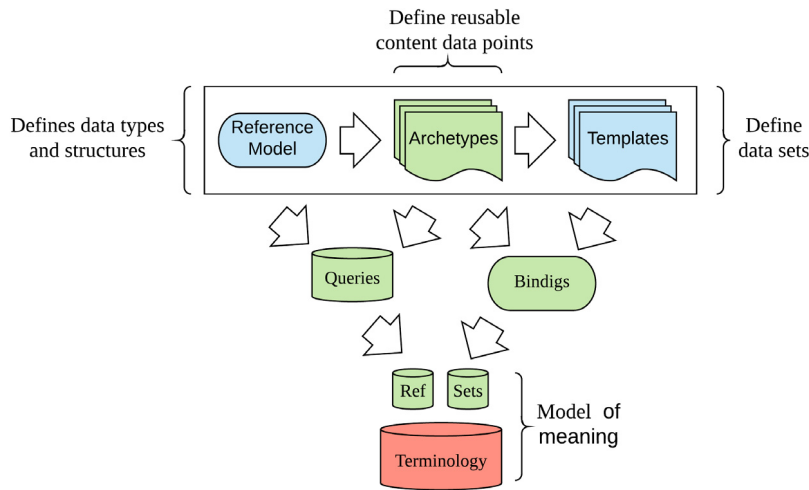 Define reusable
content data points
Defines data types
and structures
Reference
Model
Archetypes
Templates
Define
data sets
Queries
Bindigs
Ref
Sets
Model of
meaning
Terminology